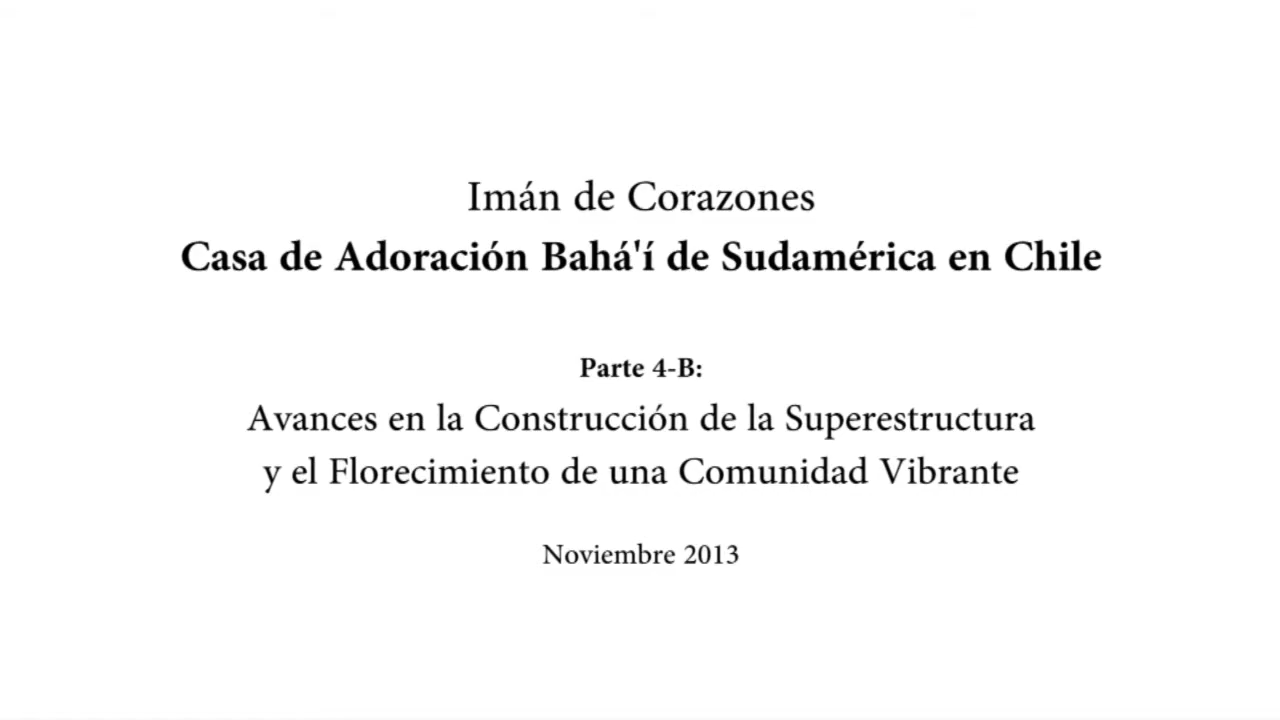 Imán de Corazones
Casa de Adoración Bahá'í de Sudamérica en Chile
Parte 4-B:
Avances en la Construcción de la Superestructura
y el Florecimiento de una Comunidad Vibrante
Noviembre 2013